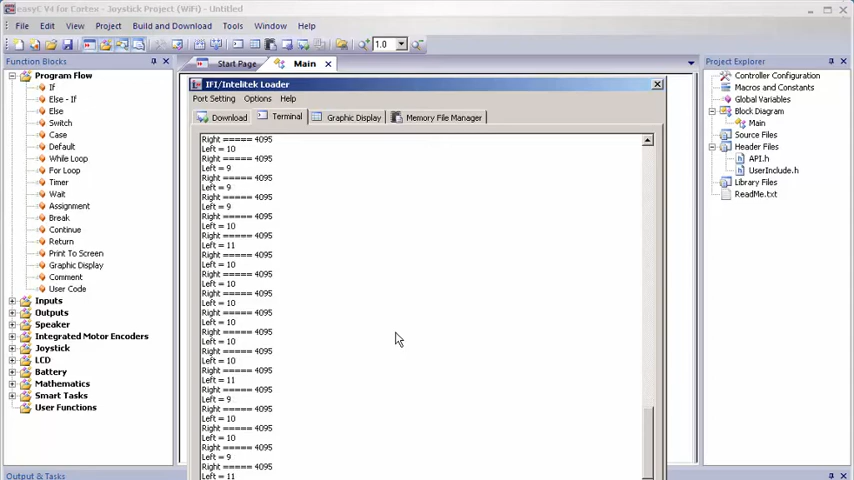 easyC V4 for Cortex - Joystick Project (WiFi) - Untitled
File Edit View Project Build and Download Tools Window Help
1.0
Function Blocks
Start Page
Main
Project Explorer
Program Flow
If
Else - If
Else
Switch
Case
Default
While Loop
For Loop
Timer
Wait
Assignment
Break
Continue
Return
Print To Screen
Graphic Display
Comment
User Code
Inputs
Outputs
Speaker
Integrated Motor Encoders
Joystick
LCD
Battery
Mathematics
Smart Tasks
User Functions
IFI/Intelitek Loader
Port Setting Options Help
Download Terminal Graphic Display Memory File Manager
Right ===== 4095
Left = 10
Right ===== 4095
Left = 9
Right ===== 4095
Left = 9
Right ===== 4095
Left = 9
Right ===== 4095
Left = 10
Right ===== 4095
Left = 11
Right ===== 4095
Left = 10
Right ===== 4095
Left = 10
Right ===== 4095
Left = 10
Right ===== 4095
Left = 10
Right ===== 4095
Left = 10
Right ===== 4095
Left = 10
Right ===== 4095
Left = 11
Right ===== 4095
Left = 9
Right ===== 4095
Left = 10
Right ===== 4095
Left = 10
Right ===== 4095
Left = 9
Right ===== 4095
Left = 11
Controller Configuration
Macros and Constants
Global Variables
Block Diagram
Main
Source Files
Header Files
API.h
UserInclude.h
Library Files
ReadMe.txt
Output & Tasks